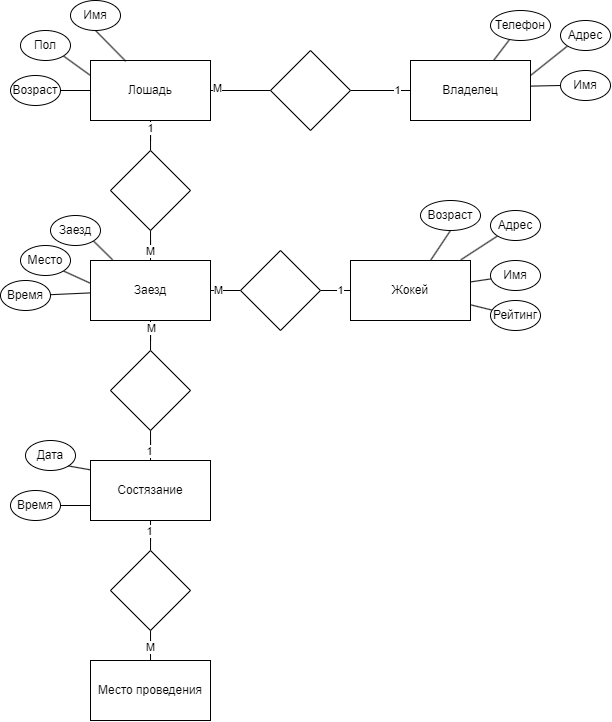 Имя
Пол
Возраст
Лошадь
М
1
Владелец
Телефон
Адрес
Имя
1
М
Заезд
Место
Время
Заезд
М
1
Жокей
Возраст
Адрес
Имя
Рейтинг
М
1
Дата
Время
Состязание
1
М
Место проведения